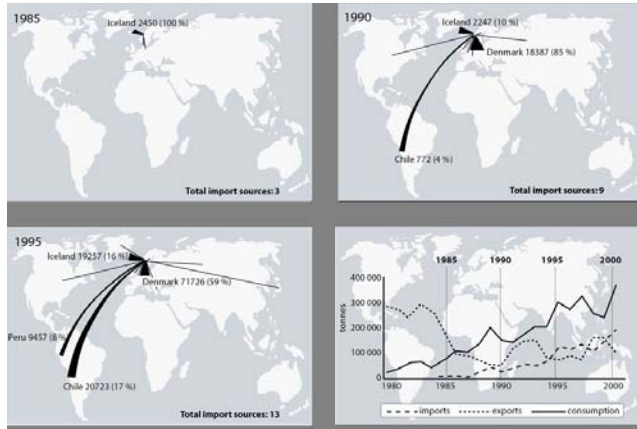 1985
Iceland 2450 (100 %)
Total import sources: 3
1990
Iceland 2247 (10 %)
Denmark 18387 (85 %)
Chile 772 (4 %)
Total import sources: 9
1995
Iceland 19257 (16 %)
Denmark 71726 (59 %)
Peru 9457 (8 %)
Chile 20723 (17 %)
Total import sources: 13
1985 1990 1995 2000
tonnes
400 000
300 000
200 000
100 000
0
1980 1985 1990 1995 2000
imports exports consumption